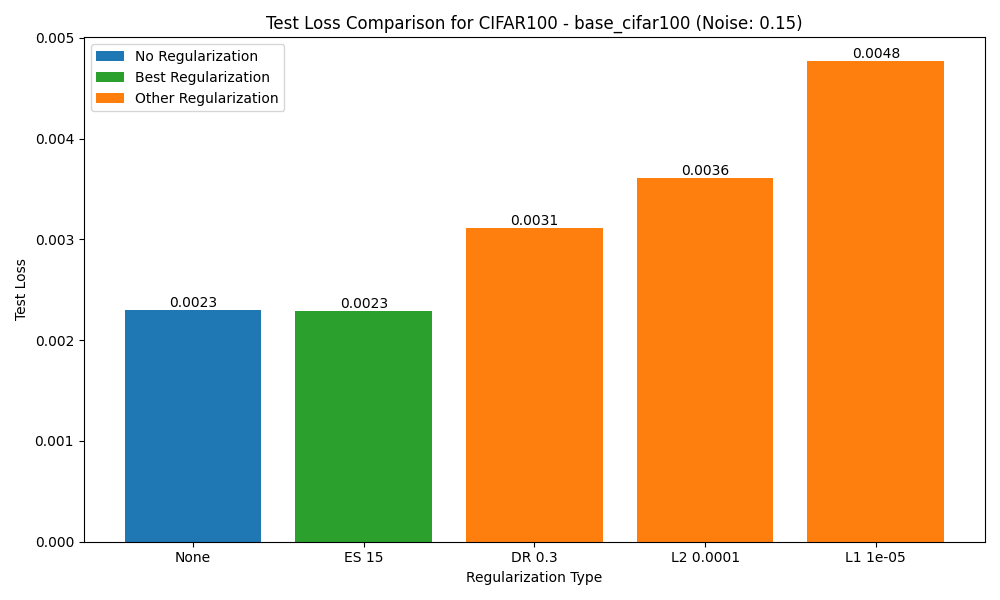 Test Loss Comparison for CIFAR100 - base_cifar100 (Noise: 0.15)
No Regularization
Best Regularization
Other Regularization
0.005
0.004
0.003
0.002
0.001
0.000
Test Loss
0.0023
0.0023
0.0031
0.0036
0.0048
None
ES 15
DR 0.3
L2 0.0001
L1 1e-05
Regularization Type